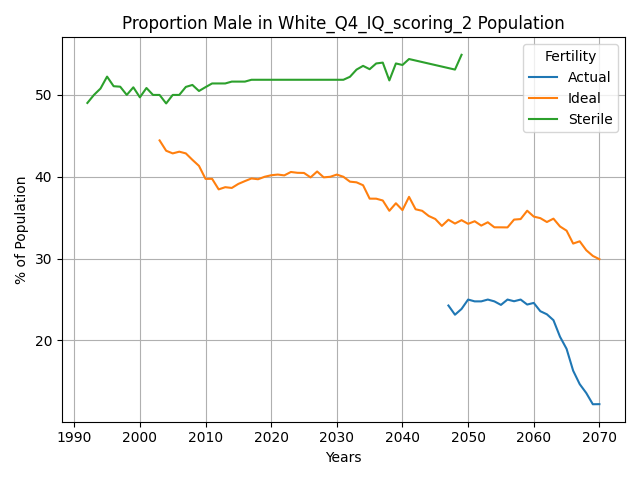 Proportion Male in White_Q4_IQ_scoring_2 Population
Fertility
Actual
Ideal
Sterile
% of Population
50
40
30
20
1990 2000 2010 2020 2030 2040 2050 2060 2070
Years